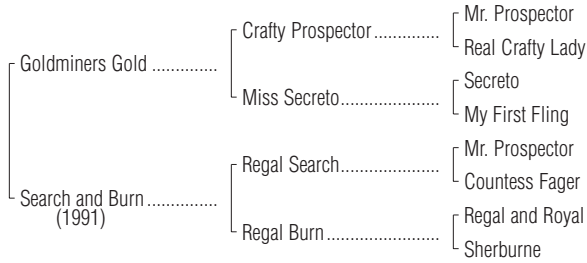 Mr. Prospector
Crafty Prospector .............
Real Crafty Lady
Goldminers Gold .............
Secreto
Miss Secreto ...................
My First Fling
Mr. Prospector
Regal Search ...................
Countess Fager
Search and Burn ..............
(1991)
Regal and Royal
Regal Burn .....................
Sherburne